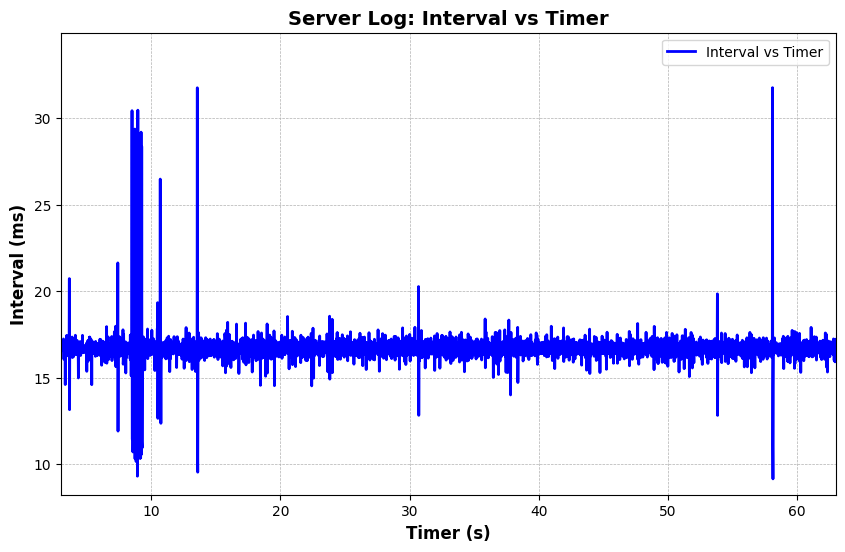 Server Log: Interval vs Timer
Interval vs Timer
30
25
20
15
10
Interval (ms)
10 20 30 40 50 60
Timer (s)